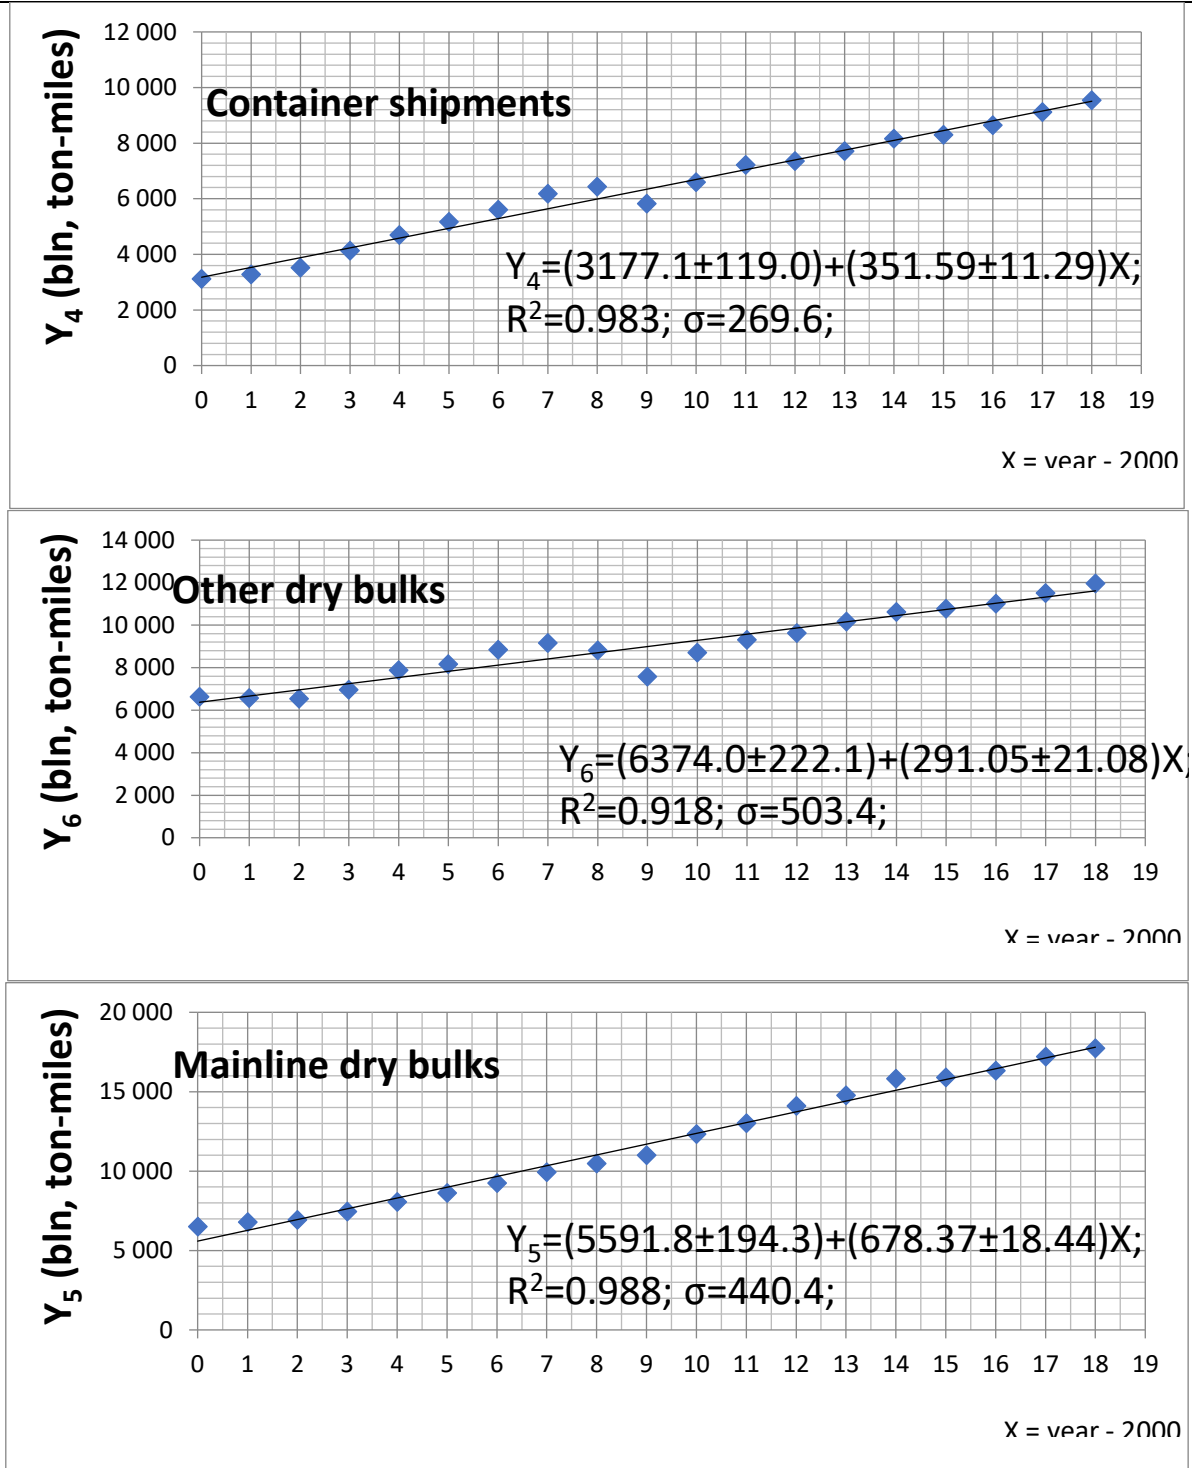 Y4 (bln, ton-miles)
12 000
10 000
8 000
6 000
4 000
2 000
0
Container shipments
Y4=(3177.1±119.0)+(351.59±11.29)X;
R2=0.983; σ=269.6;
0 1 2 3 4 5 6 7 8 9 10 11 12 13 14 15 16 17 18 19
X = year - 2000
Y6 (bln, ton-miles)
14 000
12 000
10 000
8 000
6 000
4 000
2 000
0
Other dry bulks
Y6=(6374.0±222.1)+(291.05±21.08)X;
R2=0.918; σ=503.4;
0 1 2 3 4 5 6 7 8 9 10 11 12 13 14 15 16 17 18 19
X = year - 2000
Y5 (bln, ton-miles)
20 000
15 000
10 000
5 000
0
Mainline dry bulks
Y5=(5591.8±194.3)+(678.37±18.44)X;
R2=0.988; σ=440.4;
0 1 2 3 4 5 6 7 8 9 10 11 12 13 14 15 16 17 18 19
X = year - 2000